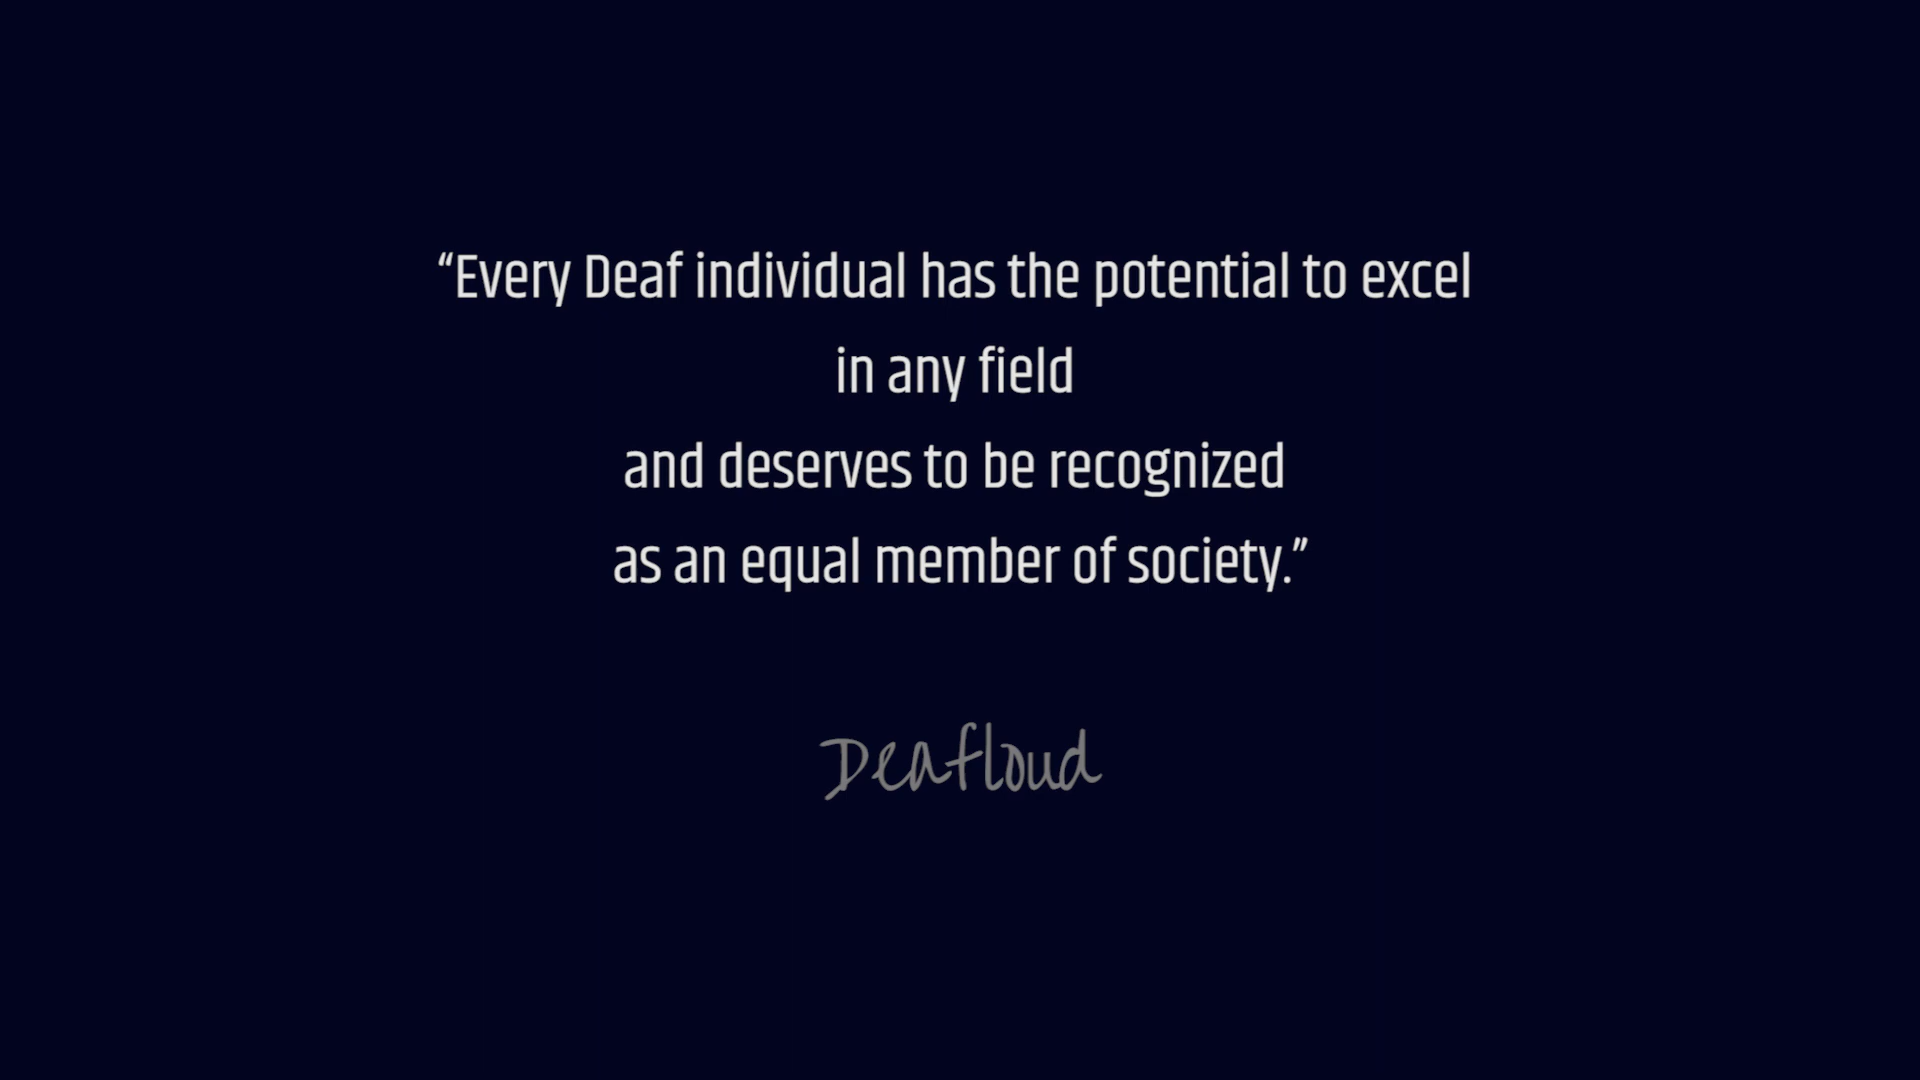 “Every Deaf individual has the potential to excel
in any field
and deserves to be recognized
as an equal member of society.”
Deafloud